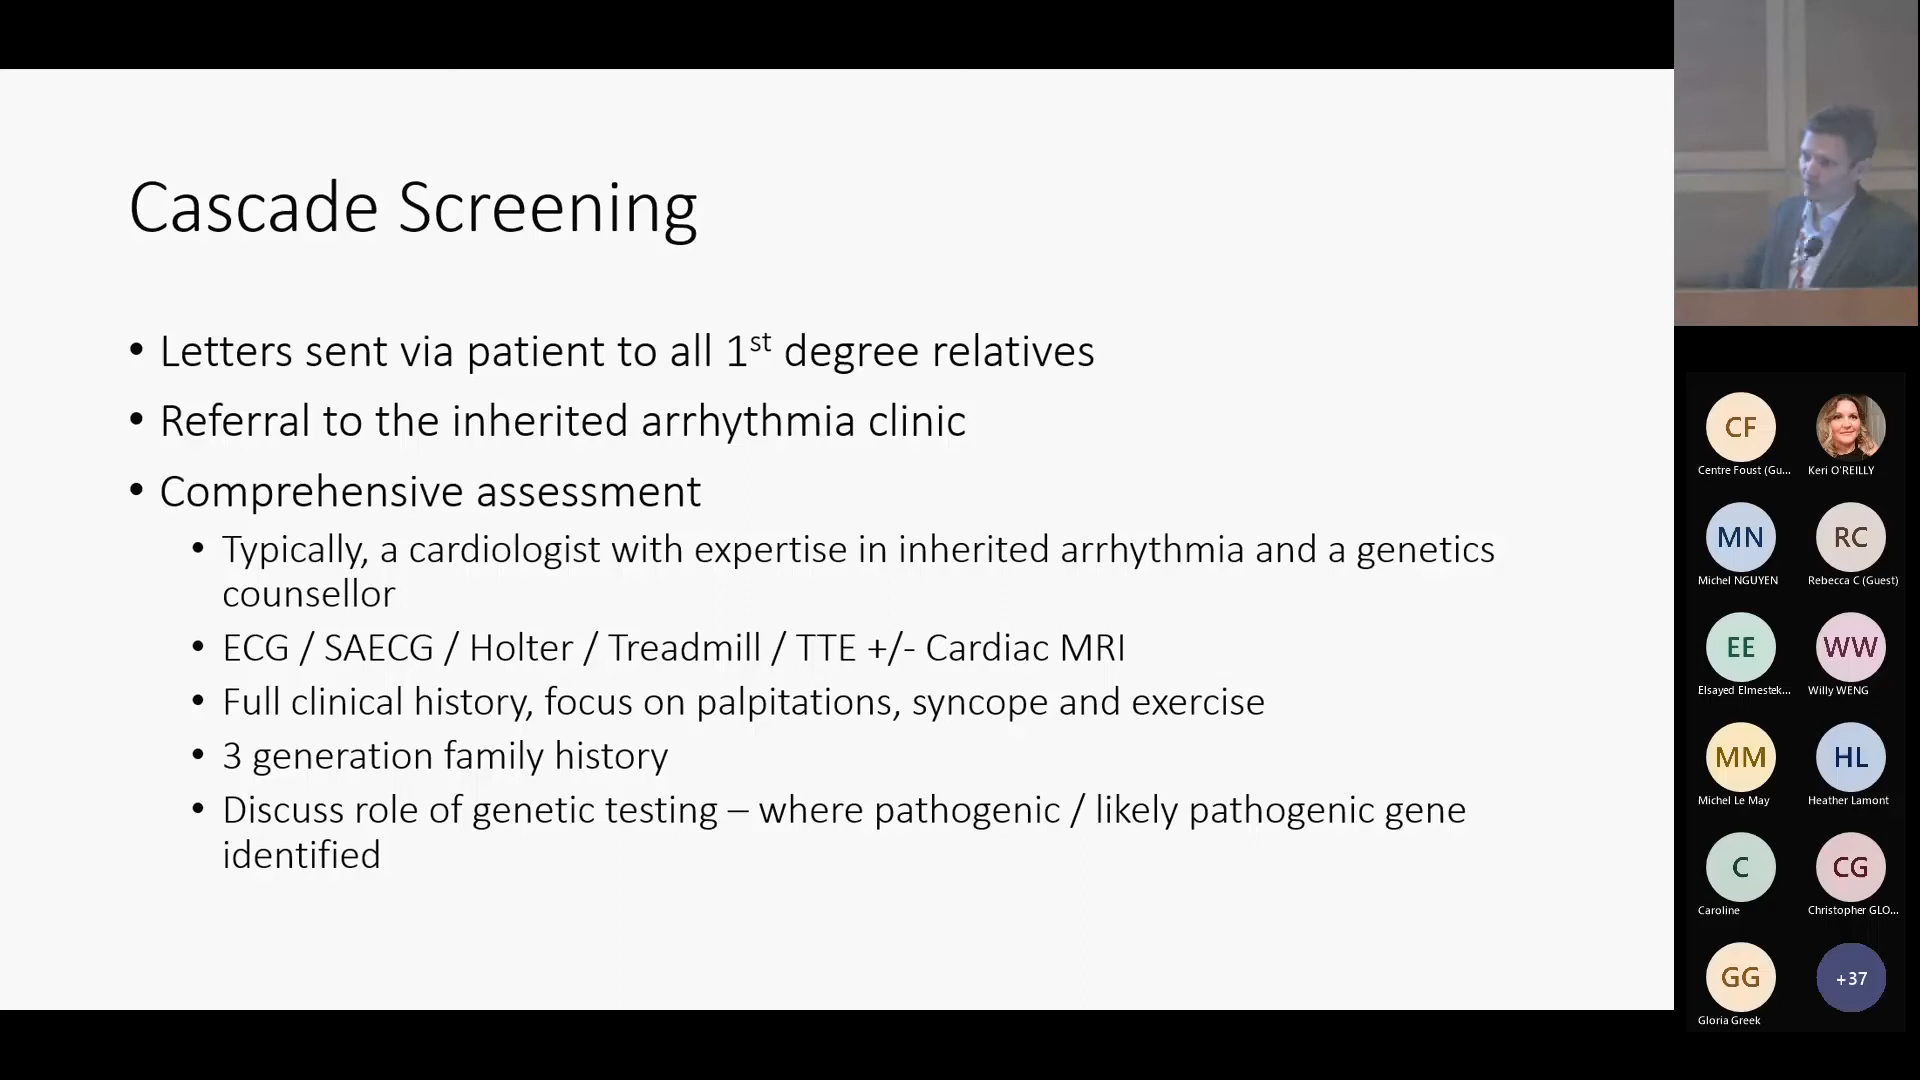 Cascade Screening
• Letters sent via patient to all 1st degree relatives
• Referral to the inherited arrhythmia clinic
• Comprehensive assessment
• Typically, a cardiologist with expertise in inherited arrhythmia and a genetics
counsellor
• ECG / SAECG / Holter / Treadmill / TTE +/- Cardiac MRI
• Full clinical history, focus on palpitations, syncope and exercise
• 3 generation family history
• Discuss role of genetic testing – where pathogenic / likely pathogenic gene
identified
CF
Centre Foust (Gu...
Keri O'REILLY
MN
Michel NGUYEN
RC
Rebecca C (Guest)
EE
Elsayed Elmestek...
WW
Willy WENG
MM
Michel Le May
HL
Heather Lamont
C
Caroline
CG
Christopher GLO...
GG
Gloria Greek
+37